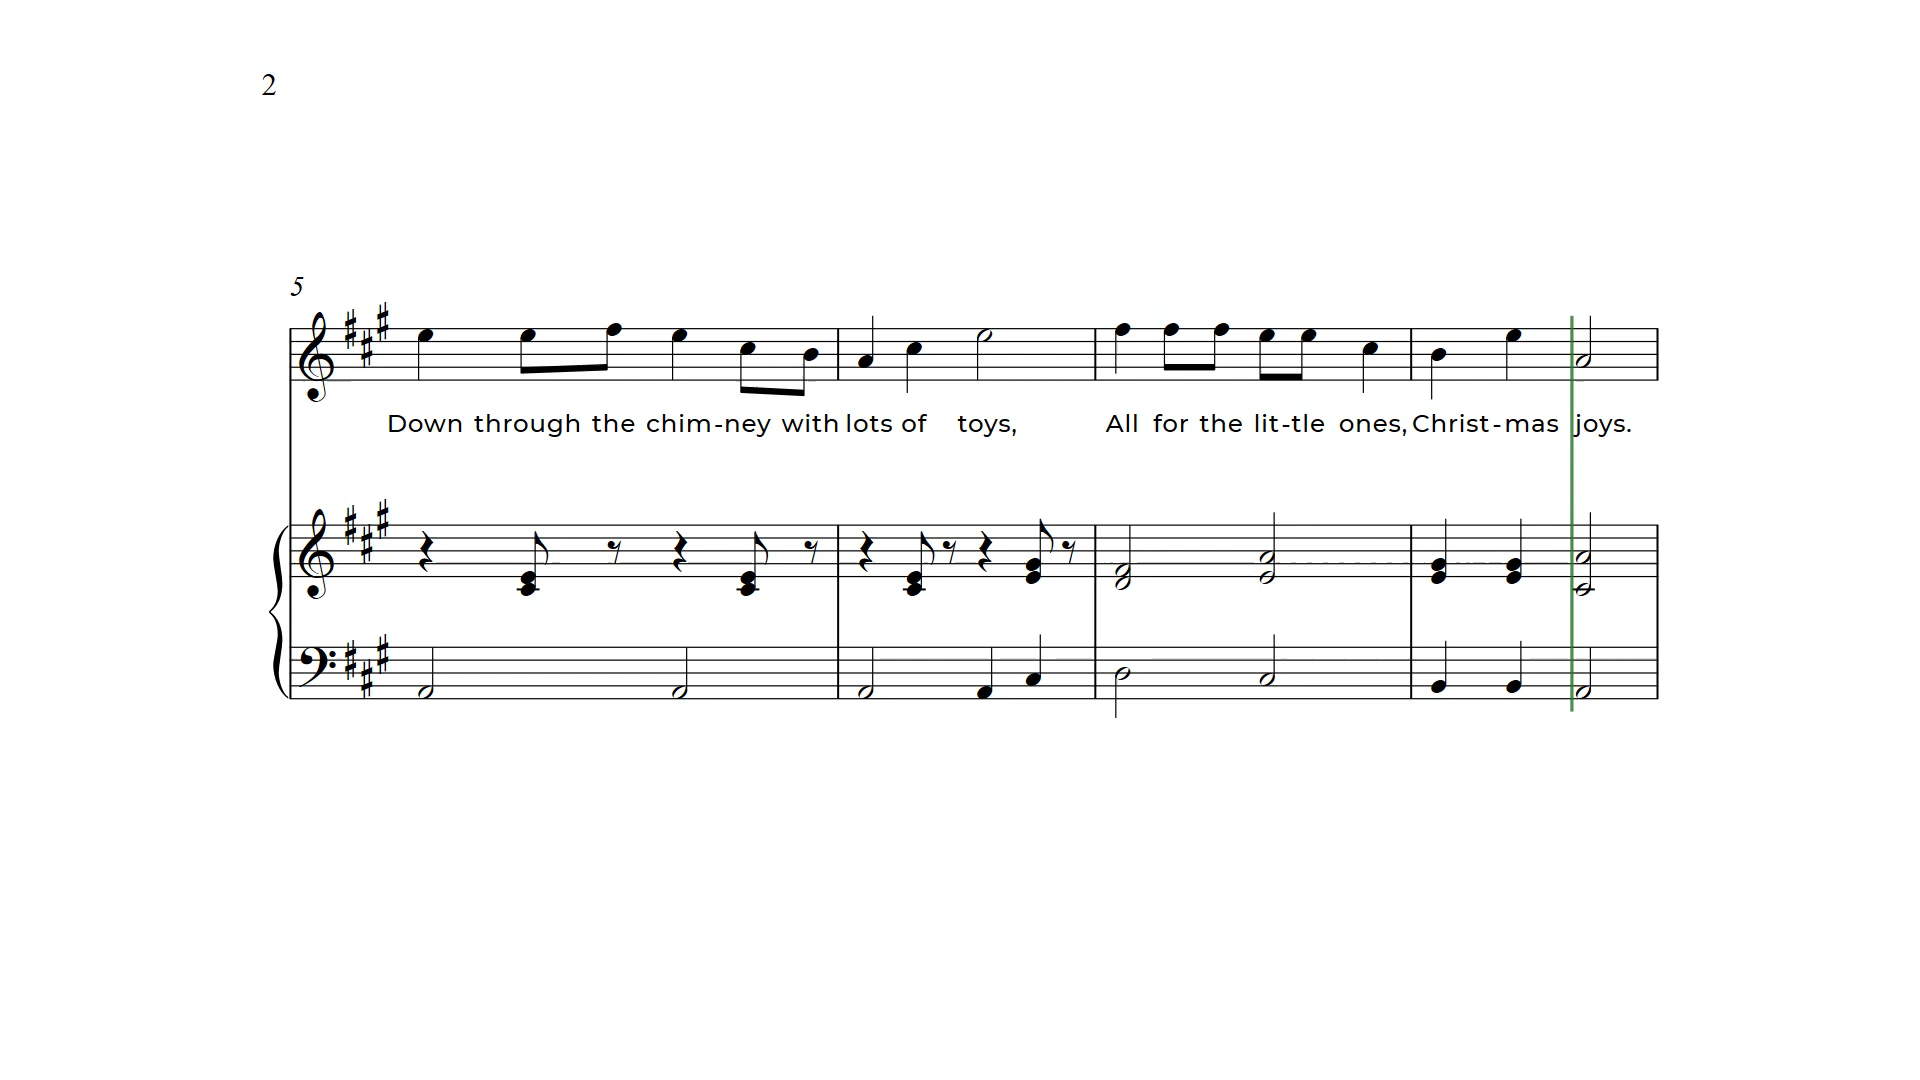 2
5
Down through the chim-ney with lots of toys, All for the lit-tle ones, Christ-mas joys.